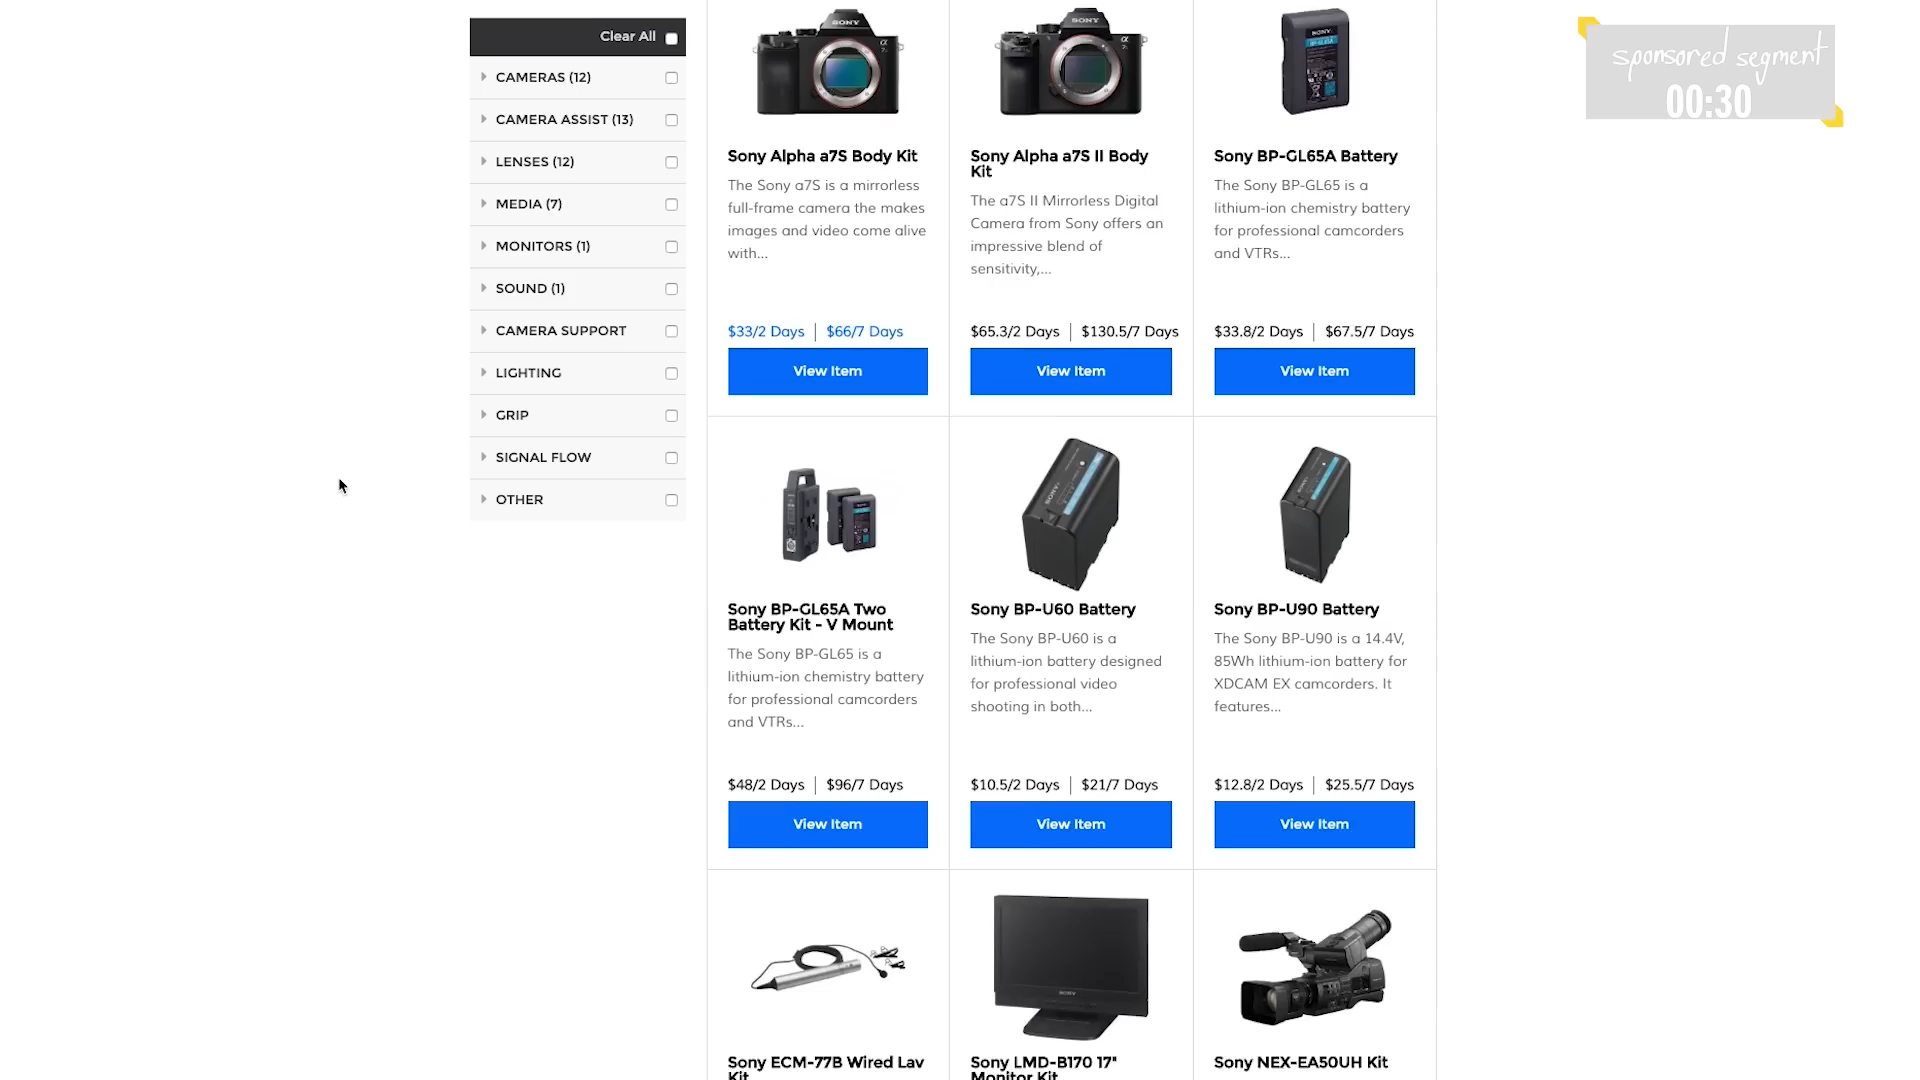 Clear All
CAMERAS (12)
CAMERA ASSIST (13)
LENSES (12)
MEDIA (7)
MONITORS (1)
SOUND (1)
CAMERA SUPPORT
LIGHTING
GRIP
SIGNAL FLOW
OTHER
sponsored segment
00:30
SONY
SONY
SONY
Sony Alpha a7S Body Kit
The Sony a7S is a mirrorless
full-frame camera the makes
images and video come alive
with...
$33/2 Days | $66/7 Days
View Item
Sony Alpha a7S II Body
Kit
The a7S II Mirrorless Digital
Camera from Sony offers an
impressive blend of
sensitivity,...
$65.3/2 Days | $130.5/7 Days
View Item
Sony BP-GL65A Battery
The Sony BP-GL65 is a
lithium-ion chemistry battery
for professional camcorders
and VTRs...
$33.8/2 Days | $67.5/7 Days
View Item
Sony BP-GL65A Two
Battery Kit - V Mount
The Sony BP-GL65 is a
lithium-ion chemistry battery
for professional camcorders
and VTRs...
$48/2 Days | $96/7 Days
View Item
SONY
Sony BP-U60 Battery
The Sony BP-U60 is a
lithium-ion battery designed
for professional video
shooting in both...
$10.5/2 Days | $21/7 Days
View Item
SONY
Sony BP-U90 Battery
The Sony BP-U90 is a 14.4V,
85Wh lithium-ion battery for
XDCAM EX camcorders. It
features...
$12.8/2 Days | $25.5/7 Days
View Item
Sony ECM-77B Wired Lav
Kit
SONY
Sony LMD-B170 17"
Monitor Kit
Sony NEX-EA50UH Kit